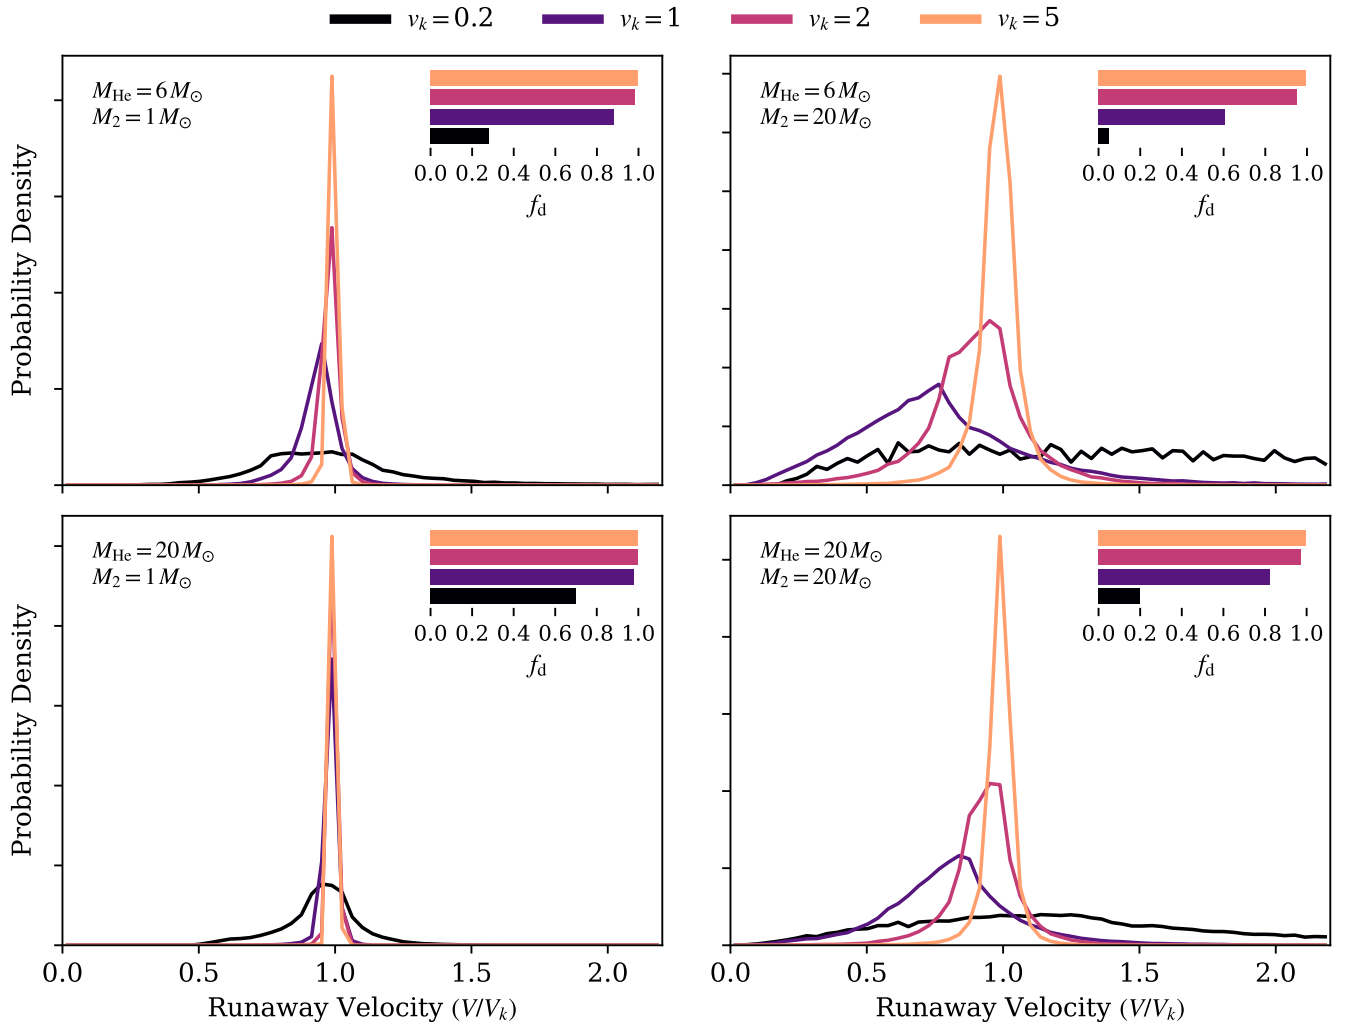 v_k = 0.2 v_k = 1 v_k = 2 v_k = 5
Probability Density
M_He = 6 M_⊙
M_2 = 1 M_⊙
0.0 0.2 0.4 0.6 0.8 1.0
f_d
M_He = 6 M_⊙
M_2 = 20 M_⊙
0.0 0.2 0.4 0.6 0.8 1.0
f_d
Probability Density
M_He = 20 M_⊙
M_2 = 1 M_⊙
0.0 0.2 0.4 0.6 0.8 1.0
f_d
0.0 0.5 1.0 1.5 2.0
Runaway Velocity (V/V_k)
M_He = 20 M_⊙
M_2 = 20 M_⊙
0.0 0.2 0.4 0.6 0.8 1.0
f_d
0.0 0.5 1.0 1.5 2.0
Runaway Velocity (V/V_k)